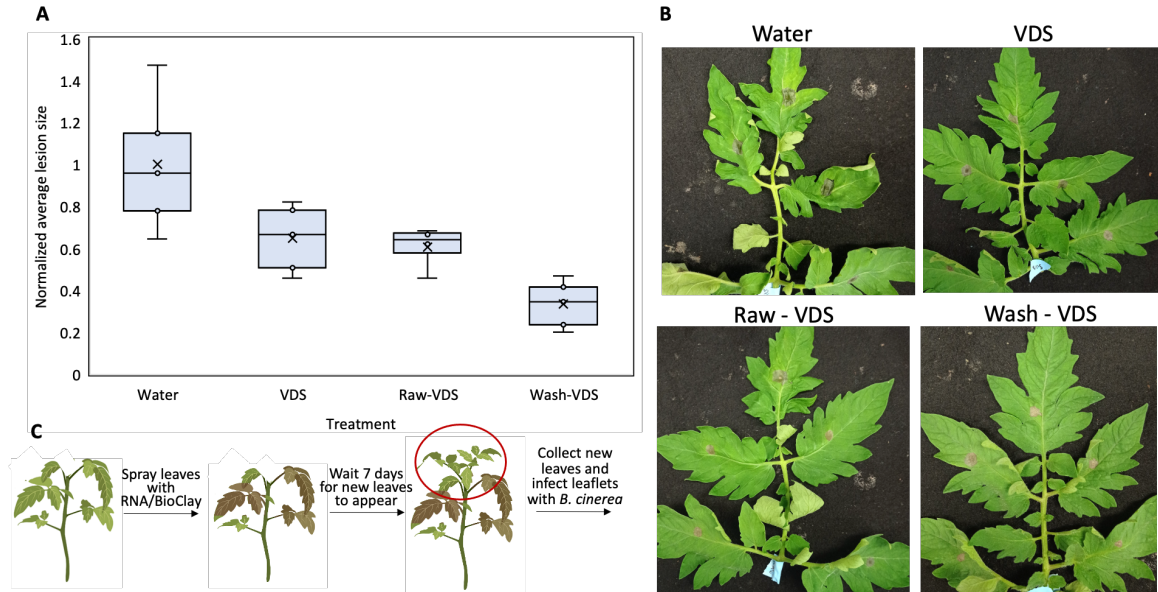 A
1.6
1.4
1.2
1
0.8
0.6
0.4
0.2
0
Normalized average lesion size
Water
VDS
Raw-VDS
Wash-VDS
Treatment
B
Water
VDS
Raw - VDS
Wash - VDS
C
Spray leaves
with
RNA/BioClay
Wait 7 days
for new leaves
to appear
Collect new
leaves and
infect leaflets
with B. cinerea